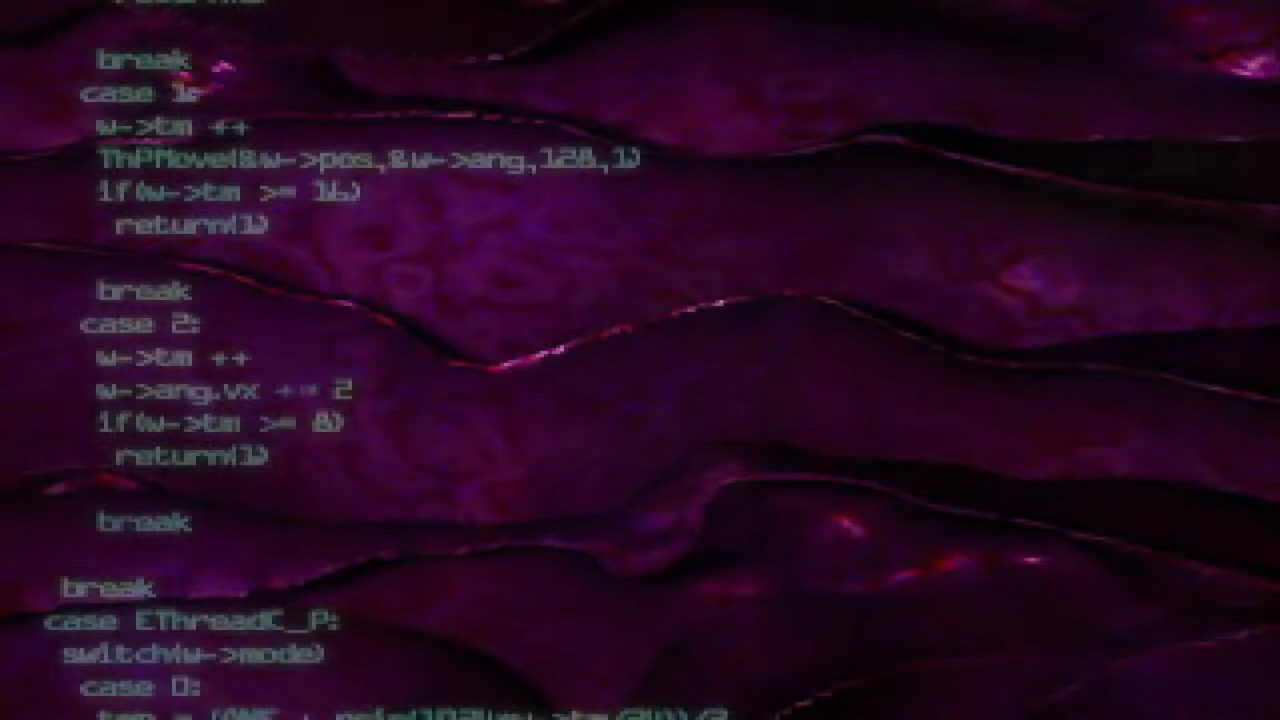 break
case 1:
w->tm ++
ThPMove(&w->pos,&w->ang,128,1)
if(w->tm >= 16)
return(1)
break
case 2:
w->tm ++
w->ang.vx += 2
if(w->tm >= 8)
return(1)
break
break
case EThreadC_P:
switch(w->mode)
case 0: